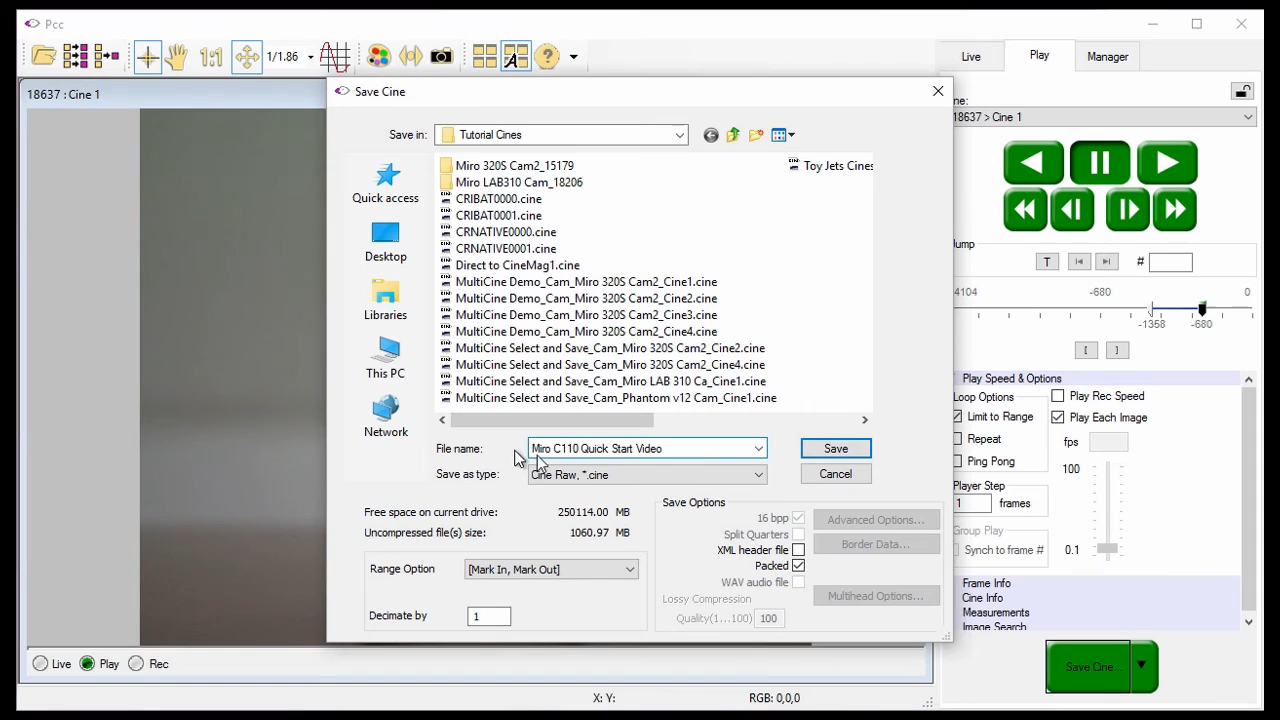 Pcc
1:1
1/1.86
A
?
Live
Play
Manager
18637 : Cine 1
Save Cine
18637 > Cine 1
Save in:
Tutorial Cines
Quick access
Desktop
Libraries
This PC
Network
Miro 320S Cam2_15179
Miro LAB310 Cam_18206
CRIBAT0000.cine
CRIBAT0001.cine
CRNATIVE0000.cine
CRNATIVE0001.cine
Direct to CineMag1.cine
MultiCine Demo_Cam_Miro 320S Cam2_Cine1.cine
MultiCine Demo_Cam_Miro 320S Cam2_Cine2.cine
MultiCine Demo_Cam_Miro 320S Cam2_Cine3.cine
MultiCine Demo_Cam_Miro 320S Cam2_Cine4.cine
MultiCine Select and Save_Cam_Miro 320S Cam2_Cine2.cine
MultiCine Select and Save_Cam_Miro 320S Cam2_Cine4.cine
MultiCine Select and Save_Cam_Miro LAB 310 Ca_Cine1.cine
MultiCine Select and Save_Cam_Phantom v12 Cam_Cine1.cine
Toy Jets Cines
File name:
Miro C110 Quick Start Video
Save
Save as type:
Cine Raw, *.cine
Cancel
Free space on current drive:
250114.00 MB
Uncompressed file(s) size:
1060.97 MB
Range Option
[Mark In, Mark Out]
Decimate by
1
Save Options
16 bpp
Split Quarters
XML header file
Packed
WAV audio file
Lossy Compression
Quality(1...100)
100
Advanced Options...
Border Data...
Multihead Options...
Jump
T
#
4104
-680
0
-1358
-680
[
]
Play Speed & Options
Loop Options
Play Rec Speed
Limit to Range
Play Each Image
Repeat
fps
Ping Pong
100
Player Step
1
frames
Group Play
Synch to frame #
0.1
Frame Info
Cine Info
Measurements
Image Search
Save Cine...
Live
Play
Rec
X: Y:
RGB: 0,0,0